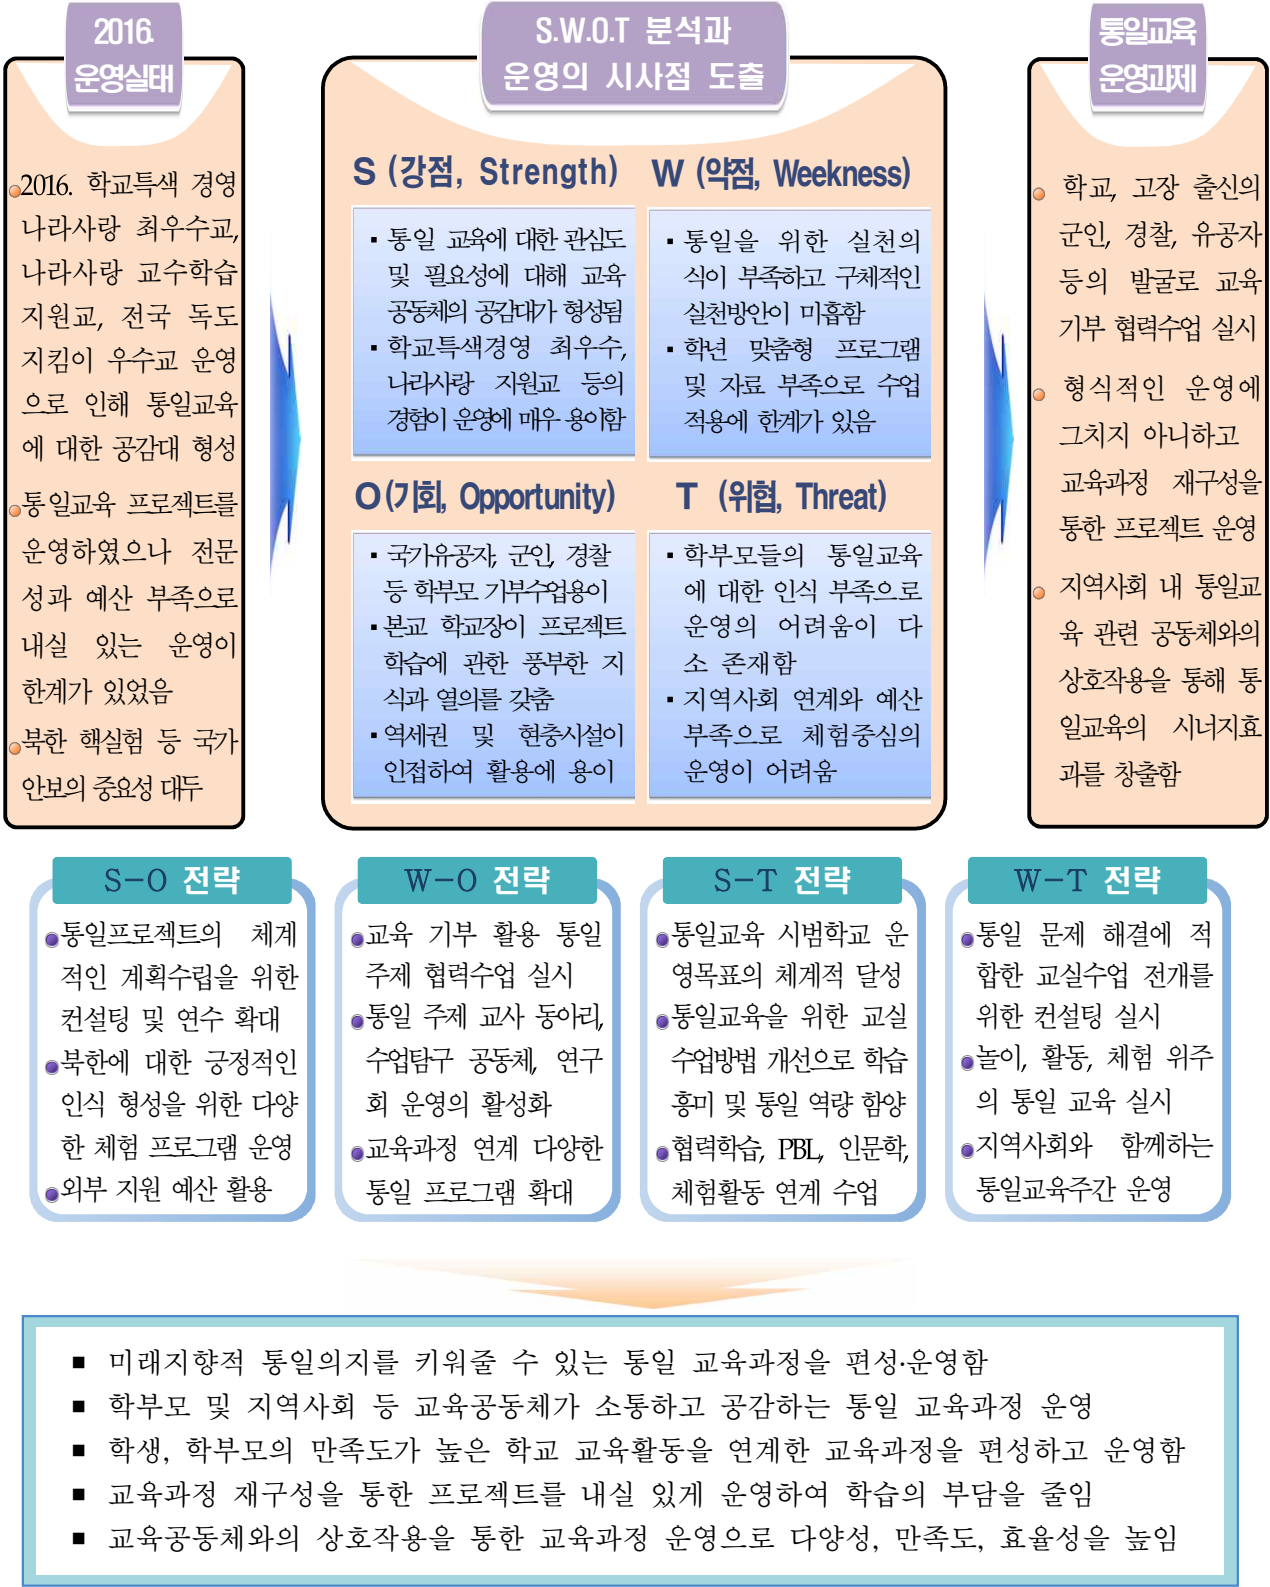 2016.
운영실태
2016. 학교특색 경영
나라사랑 최우수교,
나라사랑 교수학습
지원교, 전국 독도
지킴이 우수교 운영
으로 인해 통일교육
에 대한 공감대 형성
통일교육 프로젝트를
운영하였으나 전문
성과 예산 부족으로
내실 있는 운영이
한계가 있었음
북한 핵실험 등 국가
안보의 중요성 대두
S.W.O.T 분석과
운영의 시사점 도출
S (강점, Strength)
▪ 통일 교육에 대한 관심도
및 필요성에 대해 교육
공동체의 공감대가 형성됨
▪ 학교특색경영 최우수,
나라사랑 지원교 등의
경험이 운영에 매우 용이함
W (약점, Weekness)
▪ 통일을 위한 실천의
식이 부족하고 구체적인
실천방안이 미흡함
▪ 학년 맞춤형 프로그램
및 자료 부족으로 수업
적용에 한계가 있음
O (기회, Opportunity)
▪ 국가유공자, 군인, 경찰
등 학부모 기부수업용이
▪ 본교 학교장이 프로젝트
학습에 관한 풍부한 지
식과 열의를 갖춤
▪ 역세권 및 현충시설이
인접하여 활용에 용이
T (위협, Threat)
▪ 학부모들의 통일교육
에 대한 인식 부족으로
운영의 어려움이 다
소 존재함
▪ 지역사회 연계와 예산
부족으로 체험중심의
운영이 어려움
통일교육
운영과제
학교, 고장 출신의
군인, 경찰, 유공자
등의 발굴로 교육
기부 협력수업 실시
형식적인 운영에
그치지 아니하고
교육과정 재구성을
통한 프로젝트 운영
지역사회 내 통일교
육 관련 공동체와의
상호작용을 통해 통
일교육의 시너지효
과를 창출함
S-O 전략
통일프로젝트의 체계
적인 계획수립을 위한
컨설팅 및 연수 확대
북한에 대한 긍정적인
인식 형성을 위한 다양
한 체험 프로그램 운영
외부 지원 예산 활용
W-O 전략
교육 기부 활용 통일
주제 협력수업 실시
통일 주제 교사 동아리,
수업탐구 공동체, 연구
회 운영의 활성화
교육과정 연계 다양한
통일 프로그램 확대
S-T 전략
통일교육 시범학교 운
영목표의 체계적 달성
통일교육을 위한 교실
수업방법 개선으로 학습
흥미 및 통일 역량 함양
협력학습, PBL, 인문학,
체험활동 연계 수업
W-T 전략
통일 문제 해결에 적
합한 교실수업 전개를
위한 컨설팅 실시
놀이, 활동, 체험 위주
의 통일 교육 실시
지역사회와 함께하는
통일교육주간 운영
▪ 미래지향적 통일의지를 키워줄 수 있는 통일 교육과정을 편성·운영함
▪ 학부모 및 지역사회 등 교육공동체가 소통하고 공감하는 통일 교육과정 운영
▪ 학생, 학부모의 만족도가 높은 학교 교육활동을 연계한 교육과정을 편성하고 운영함
▪ 교육과정 재구성을 통한 프로젝트를 내실 있게 운영하여 학습의 부담을 줄임
▪ 교육공동체와의 상호작용을 통한 교육과정 운영으로 다양성, 만족도, 효율성을 높임